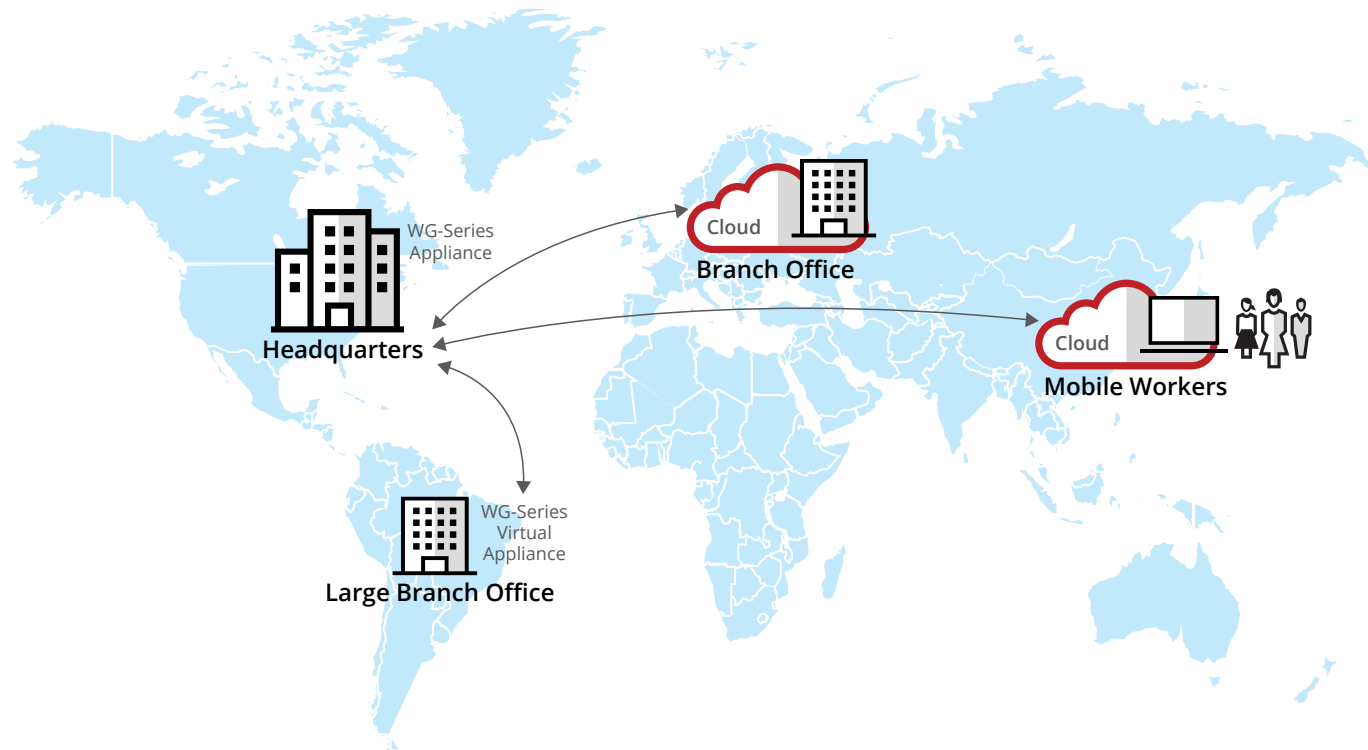 WG-Series
Appliance
Headquarters
Cloud
Branch Office
Cloud
Mobile Workers
WG-Series
Virtual
Appliance
Large Branch Office